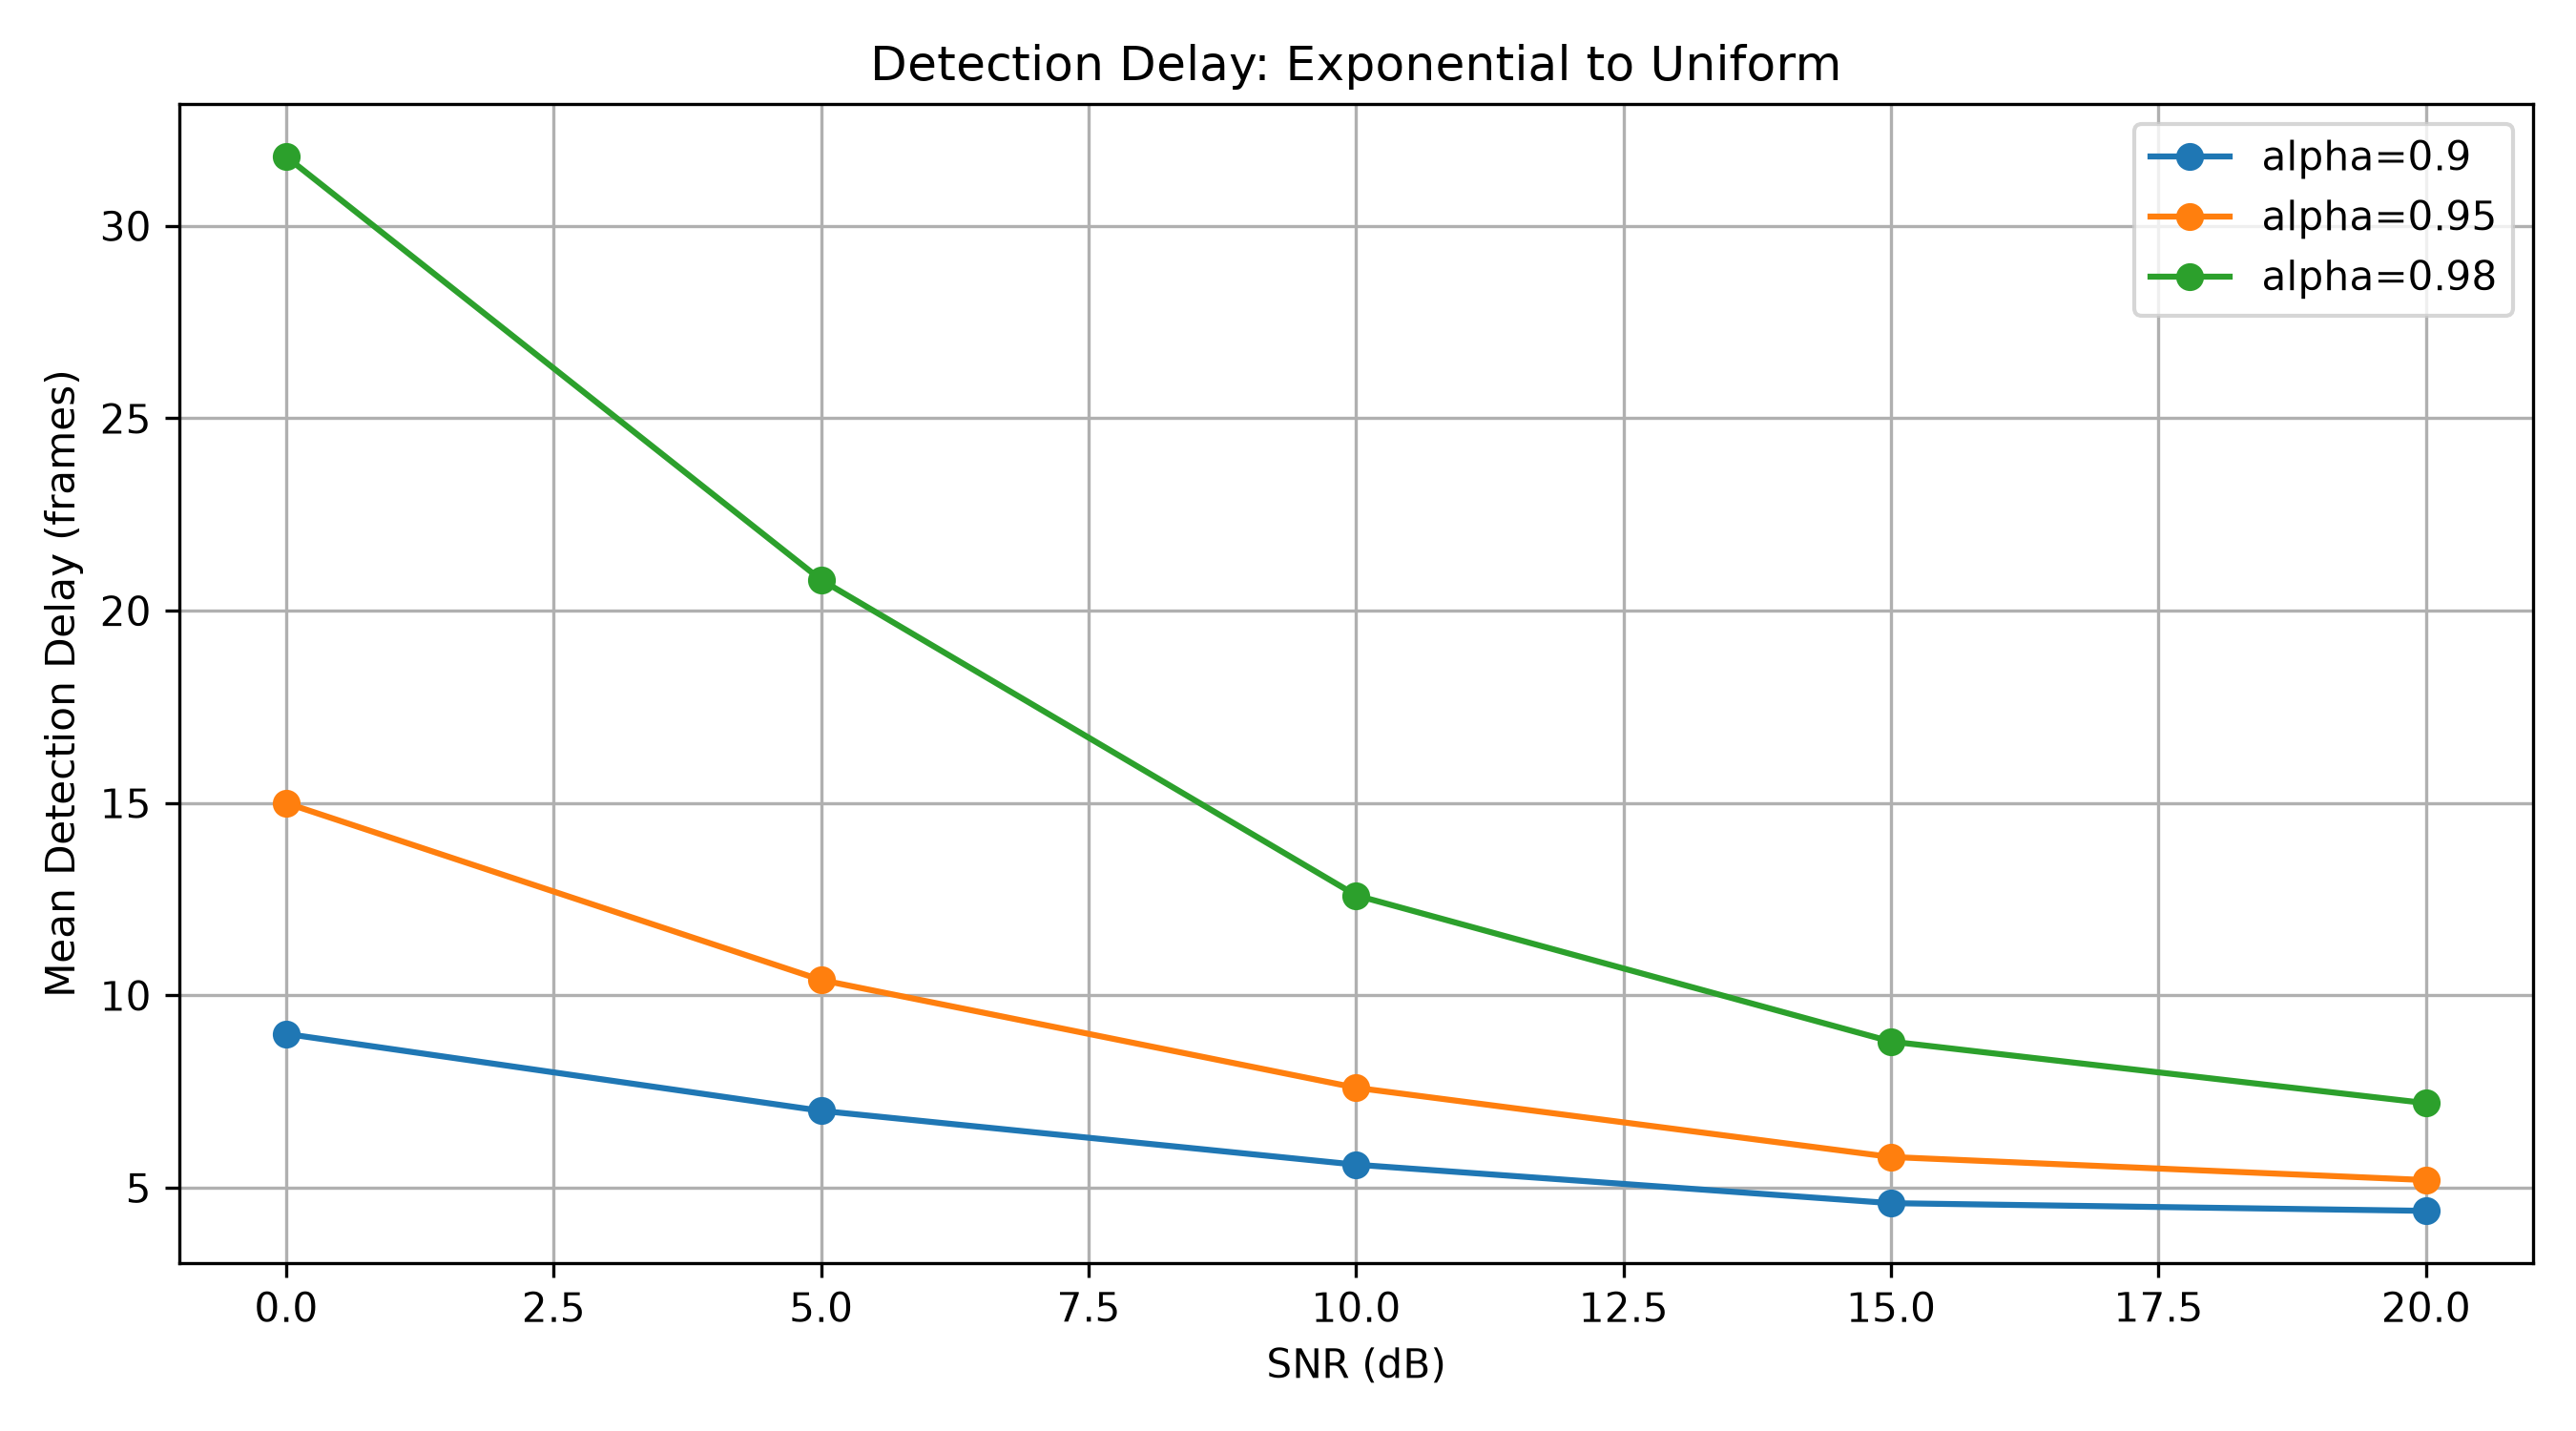 Detection Delay: Exponential to Uniform
alpha=0.9
alpha=0.95
alpha=0.98
Mean Detection Delay (frames)
30
25
20
15
10
5
0.0 2.5 5.0 7.5 10.0 12.5 15.0 17.5 20.0
SNR (dB)